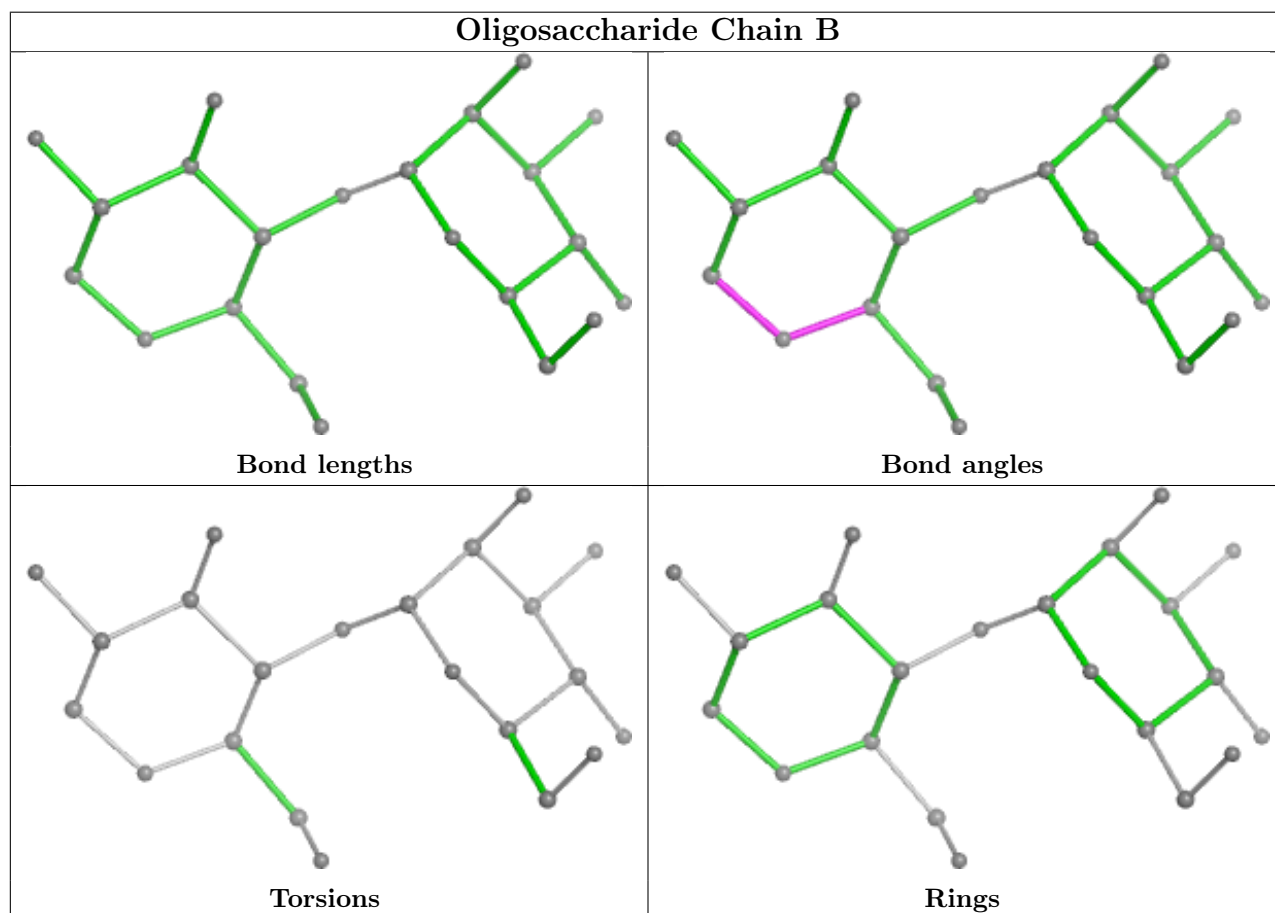 Oligosaccharide Chain B
Bond lengths
Bond angles
Torsions
Rings